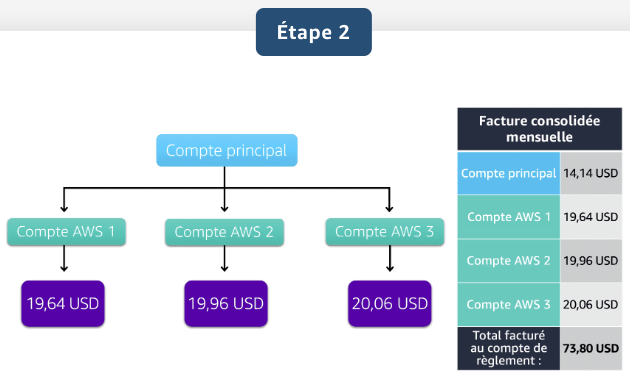 Étape 2
Compte principal
Compte AWS 1
Compte AWS 2
Compte AWS 3
19,64 USD
19,96 USD
20,06 USD
Facture consolidée
mensuelle
Compte principal 14,14 USD
Compte AWS 1 19,64 USD
Compte AWS 2 19,96 USD
Compte AWS 3 20,06 USD
Total facturé
au compte de
règlement : 73,80 USD